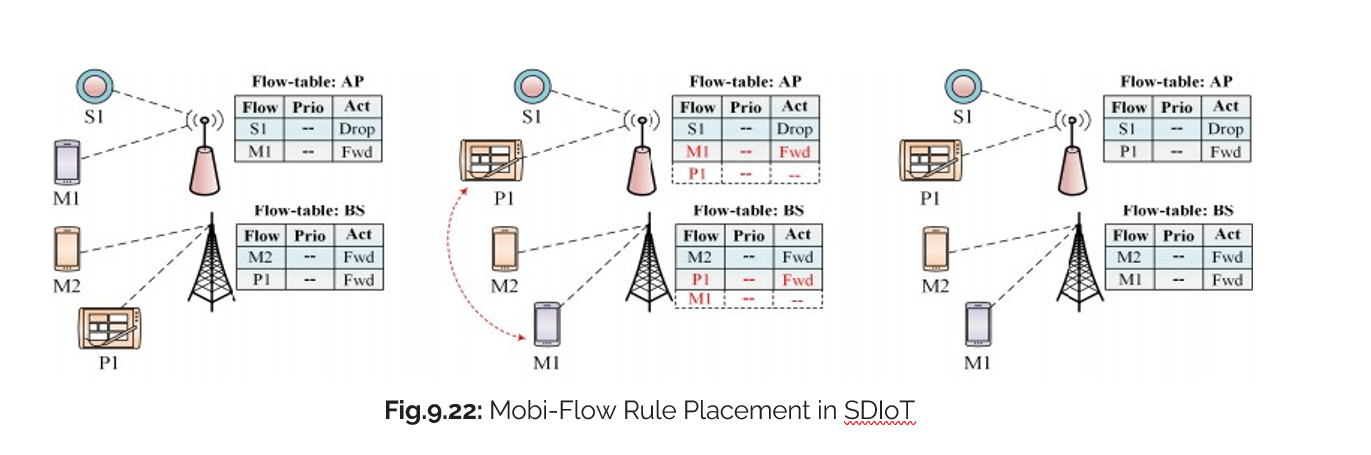 Flow-table: AP
Flow Prio Act
S1 -- Drop
M1 -- Fwd
S1
M1
Flow-table: BS
Flow Prio Act
M2 -- Fwd
P1 -- Fwd
M2
P1
Flow-table: AP
Flow Prio Act
S1 -- Drop
M1 -- Fwd
P1 -- --
S1
P1
Flow-table: BS
Flow Prio Act
M2 -- Fwd
P1 -- Fwd
M1 -- --
M2
M1
Flow-table: AP
Flow Prio Act
S1 -- Drop
P1 -- Fwd
S1
P1
Flow-table: BS
Flow Prio Act
M2 -- Fwd
M1 -- Fwd
M2
M1
Fig.9.22: Mobi-Flow Rule Placement in SDIoT